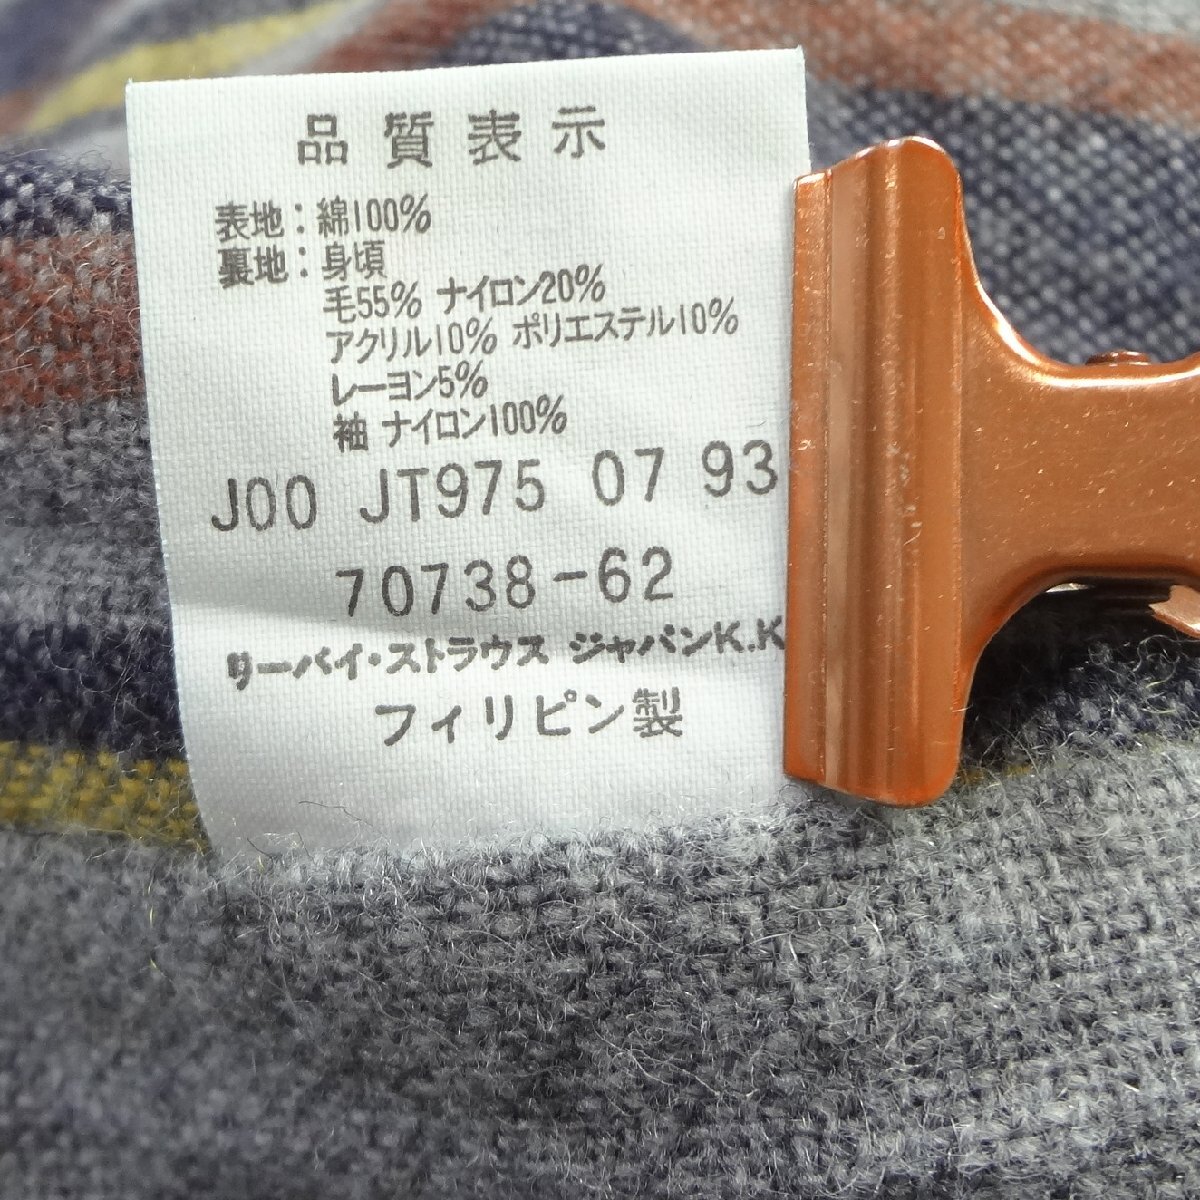 品質表示
表地：綿100%
裏地：身頃
毛55% ナイロン20%
アクリル10% ポリエステル10%
レーヨン5%
袖 ナイロン100%
J00 JT975 07 93
70738-62
リーバイ・ストラウス ジャパンK.K
フィリピン製